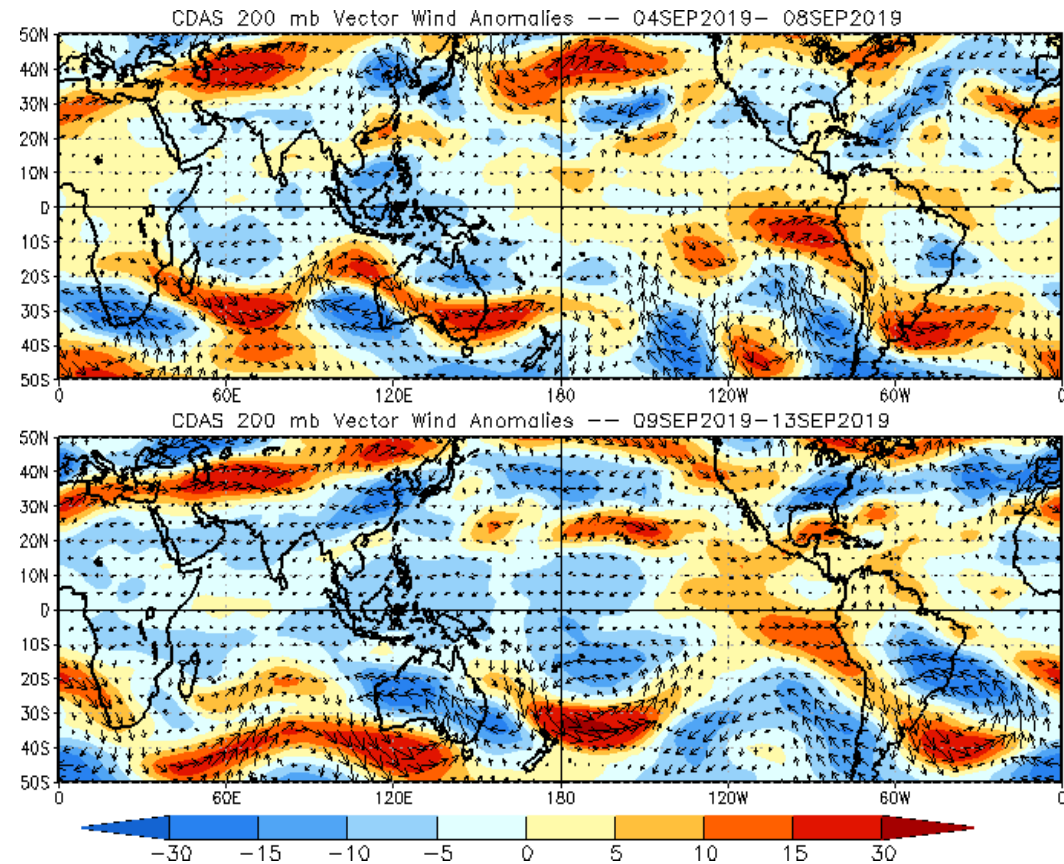 CDAS 200 mb Vector Wind Anomalies -- 04SEP2019- 08SEP2019
50N
40N
30N
20N
10N
0
10S
20S
30S
40S
50S
0 60E 120E 180 120W 60W 0
CDAS 200 mb Vector Wind Anomalies -- 09SEP2019-13SEP2019
50N
40N
30N
20N
10N
0
10S
20S
30S
40S
50S
0 60E 120E 180 120W 60W 0
-30 -15 -10 -5 0 5 10 15 30